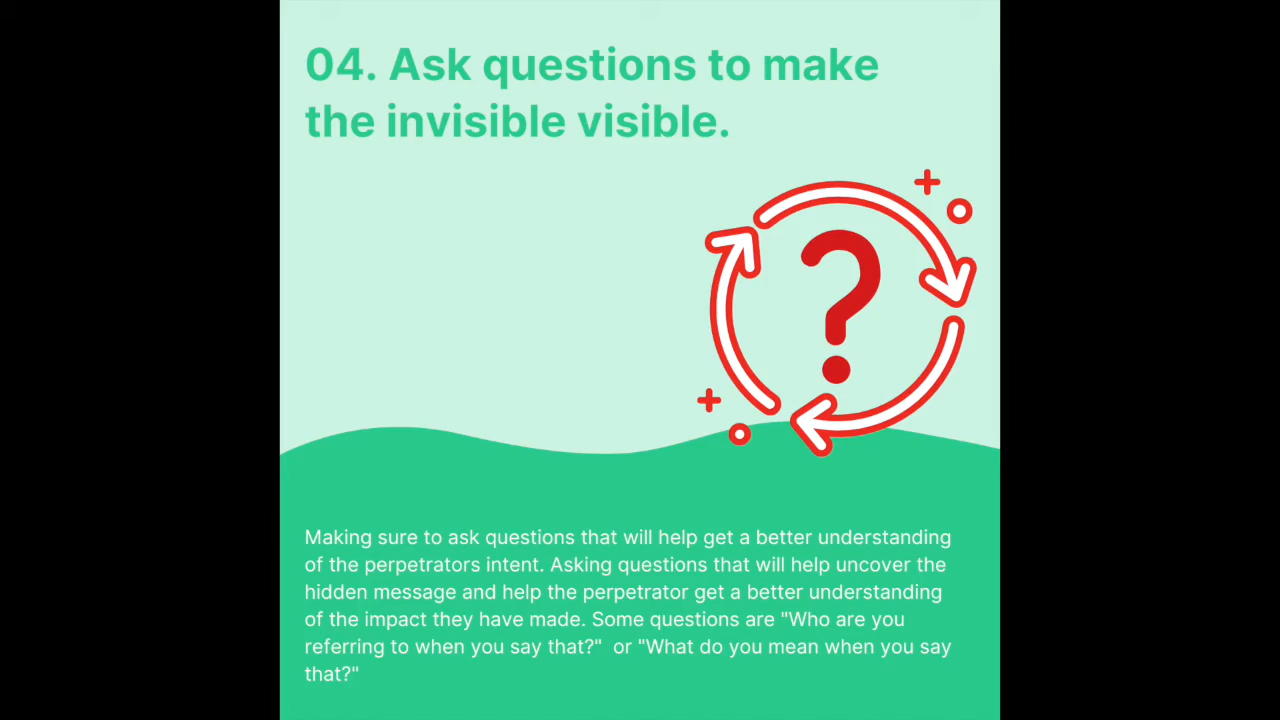 04. Ask questions to make
the invisible visible.
?
Making sure to ask questions that will help get a better understanding
of the perpetrators intent. Asking questions that will help uncover the
hidden message and help the perpetrator get a better understanding
of the impact they have made. Some questions are "Who are you
referring to when you say that?"  or "What do you mean when you say
that?"